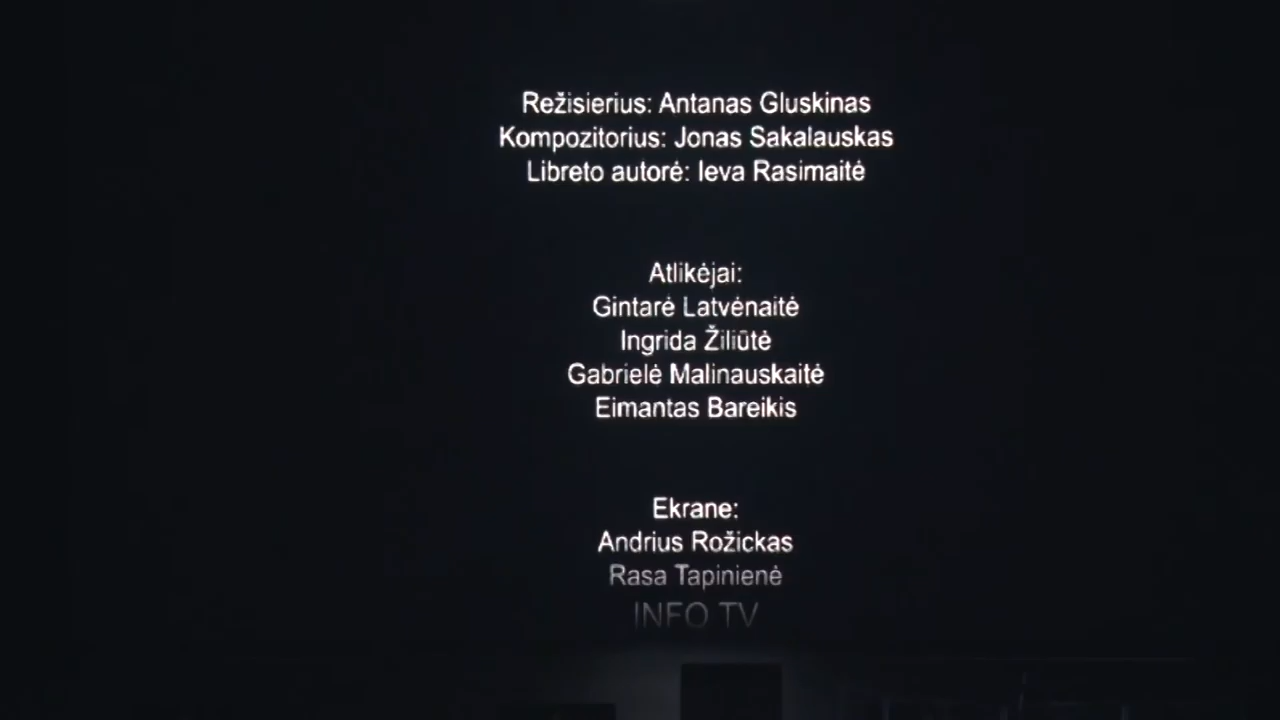 Režisierius: Antanas Gluskinas
Kompozitorius: Jonas Sakalauskas
Libreto autorė: Ieva Rasimaitė
Atlikėjai:
Gintarė Latvėnaitė
Ingrida Žiliūtė
Gabrielė Malinauskaitė
Eimantas Bareikis
Ekrane:
Andrius Rožickas
Rasa Tapinienė
INFO TV